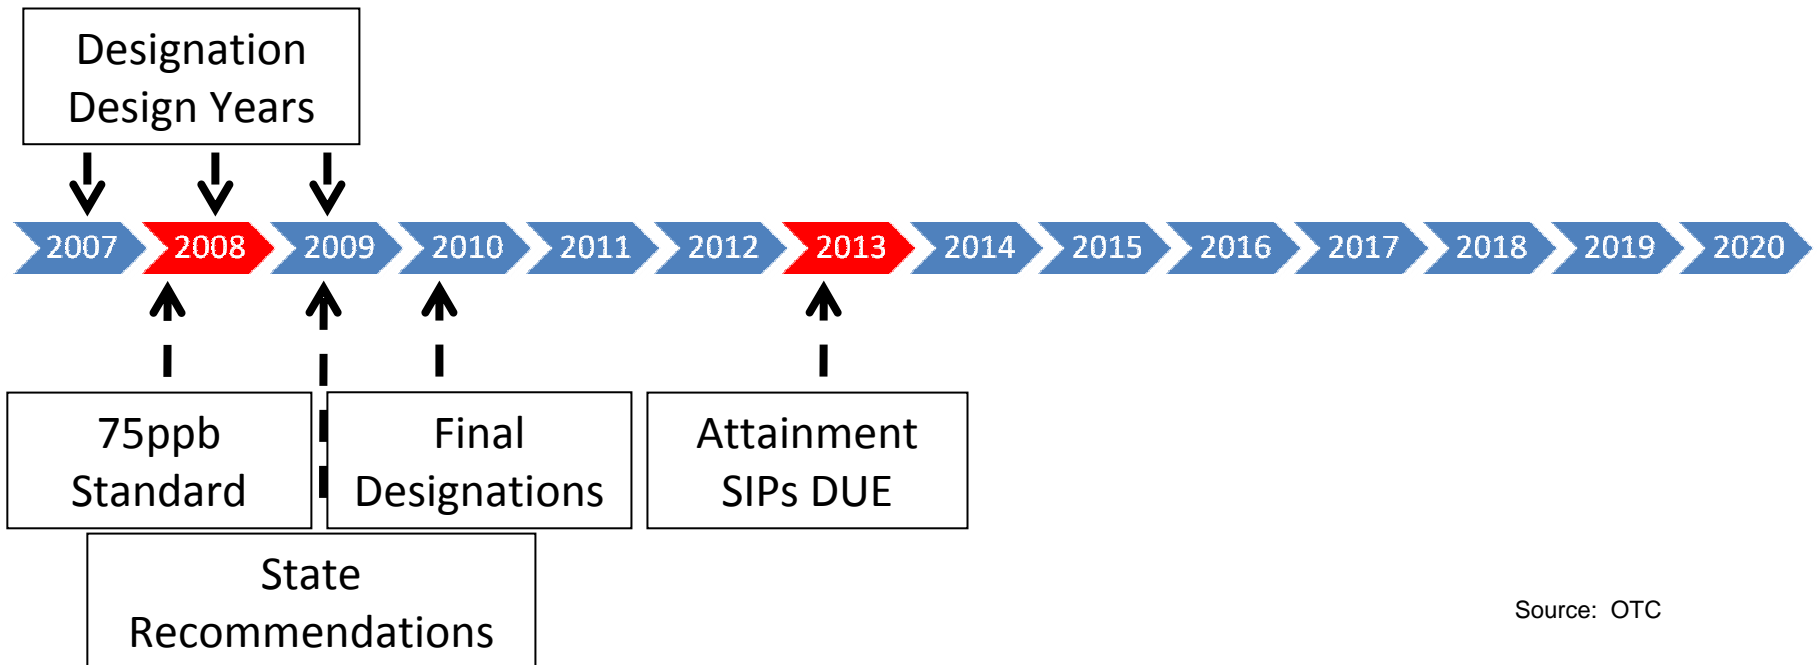 Designation
Design Years
2007 2008 2009 2010 2011 2012 2013 2014 2015 2016 2017 2018 2019 2020
75ppb
Standard
Final
Designations
Attainment
SIPs DUE
State
Recommendations
Source: OTC